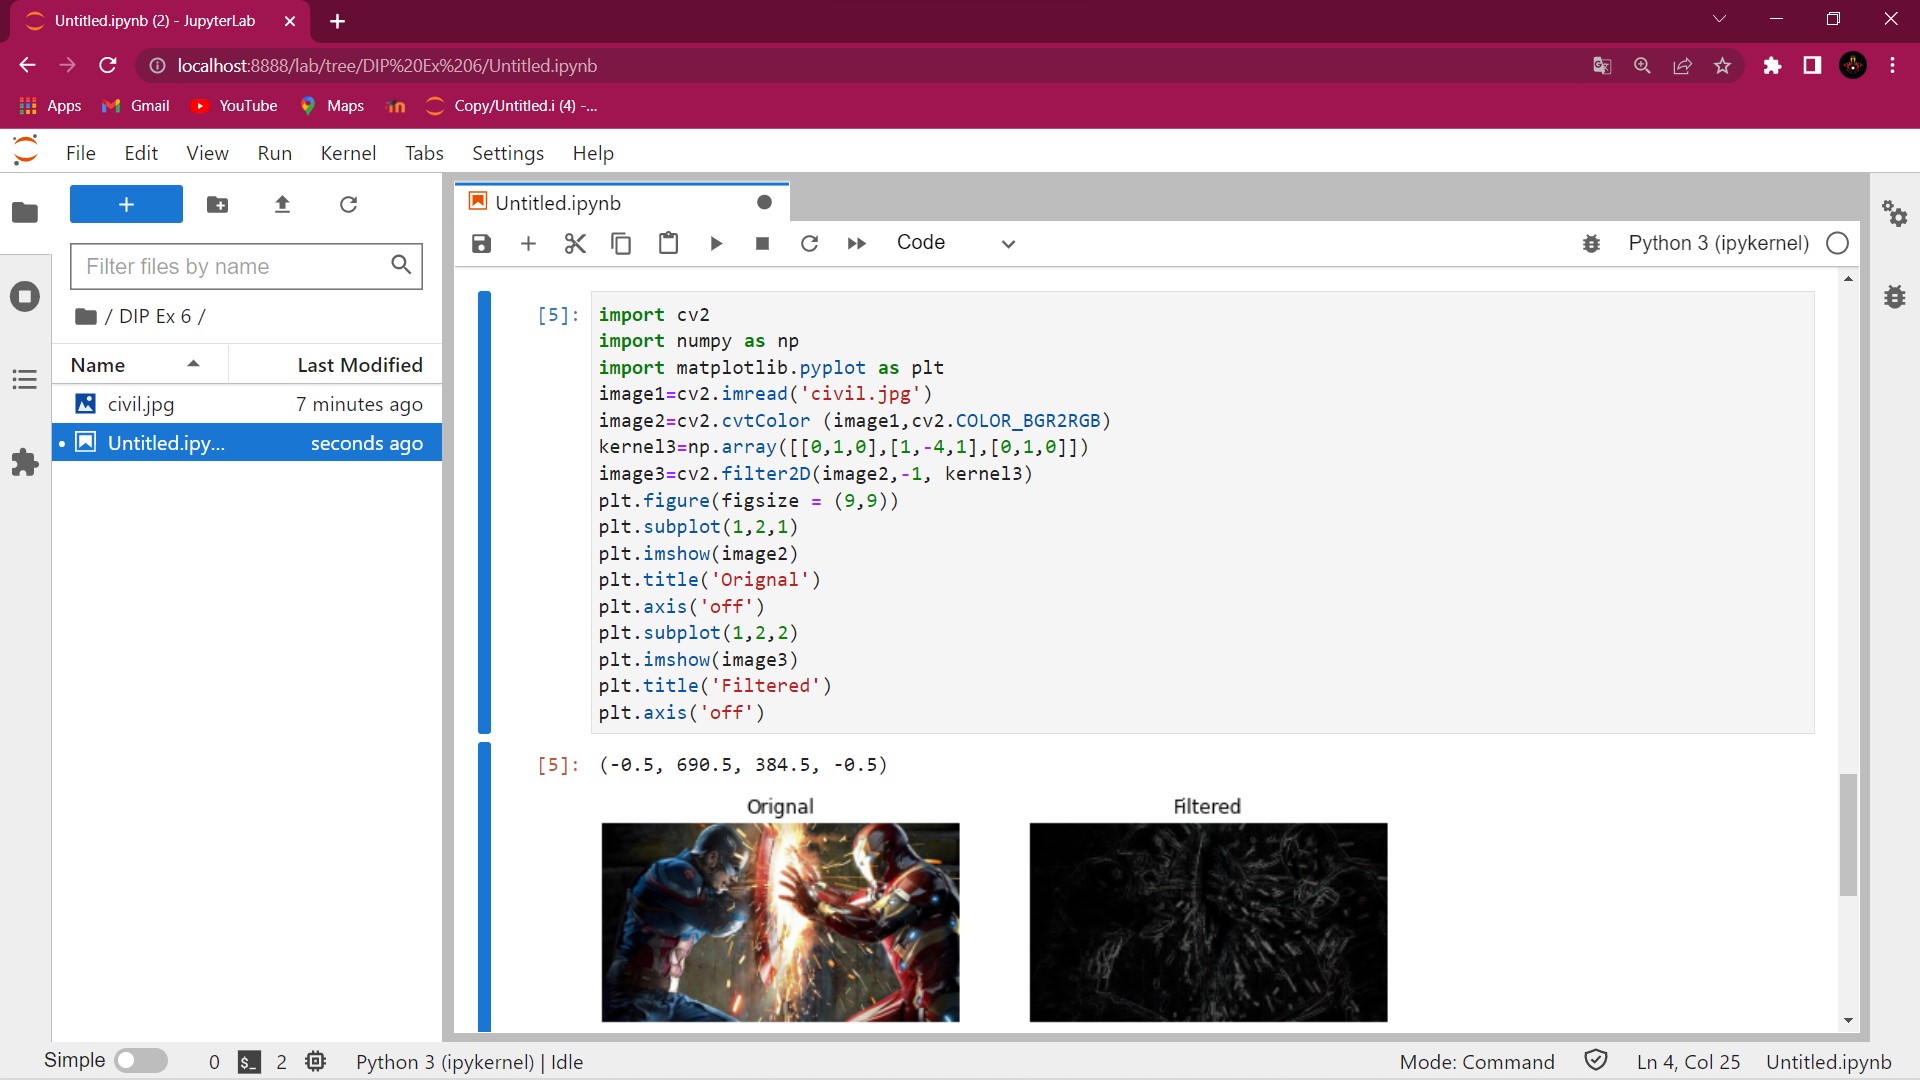 Untitled.ipynb (2) - JupyterLab
localhost:8888/lab/tree/DIP%20Ex%206/Untitled.ipynb
Apps Gmail YouTube Maps Copy/Untitled.i (4) -...
File Edit View Run Kernel Tabs Settings Help
Untitled.ipynb
Filter files by name
Code
Python 3 (ipykernel)
/ DIP Ex 6 /
Name Last Modified
civil.jpg 7 minutes ago
Untitled.ipy... seconds ago
[5]: import cv2
import numpy as np
import matplotlib.pyplot as plt
image1=cv2.imread('civil.jpg')
image2=cv2.cvtColor (image1,cv2.COLOR_BGR2RGB)
kernel3=np.array([[0,1,0],[1,-4,1],[0,1,0]])
image3=cv2.filter2D(image2,-1, kernel3)
plt.figure(figsize = (9,9))
plt.subplot(1,2,1)
plt.imshow(image2)
plt.title('Orignal')
plt.axis('off')
plt.subplot(1,2,2)
plt.imshow(image3)
plt.title('Filtered')
plt.axis('off')
[5]: (-0.5, 690.5, 384.5, -0.5)
Orignal Filtered
Simple 0 $_ 2 Python 3 (ipykernel) | Idle Mode: Command Ln 4, Col 25 Untitled.ipynb